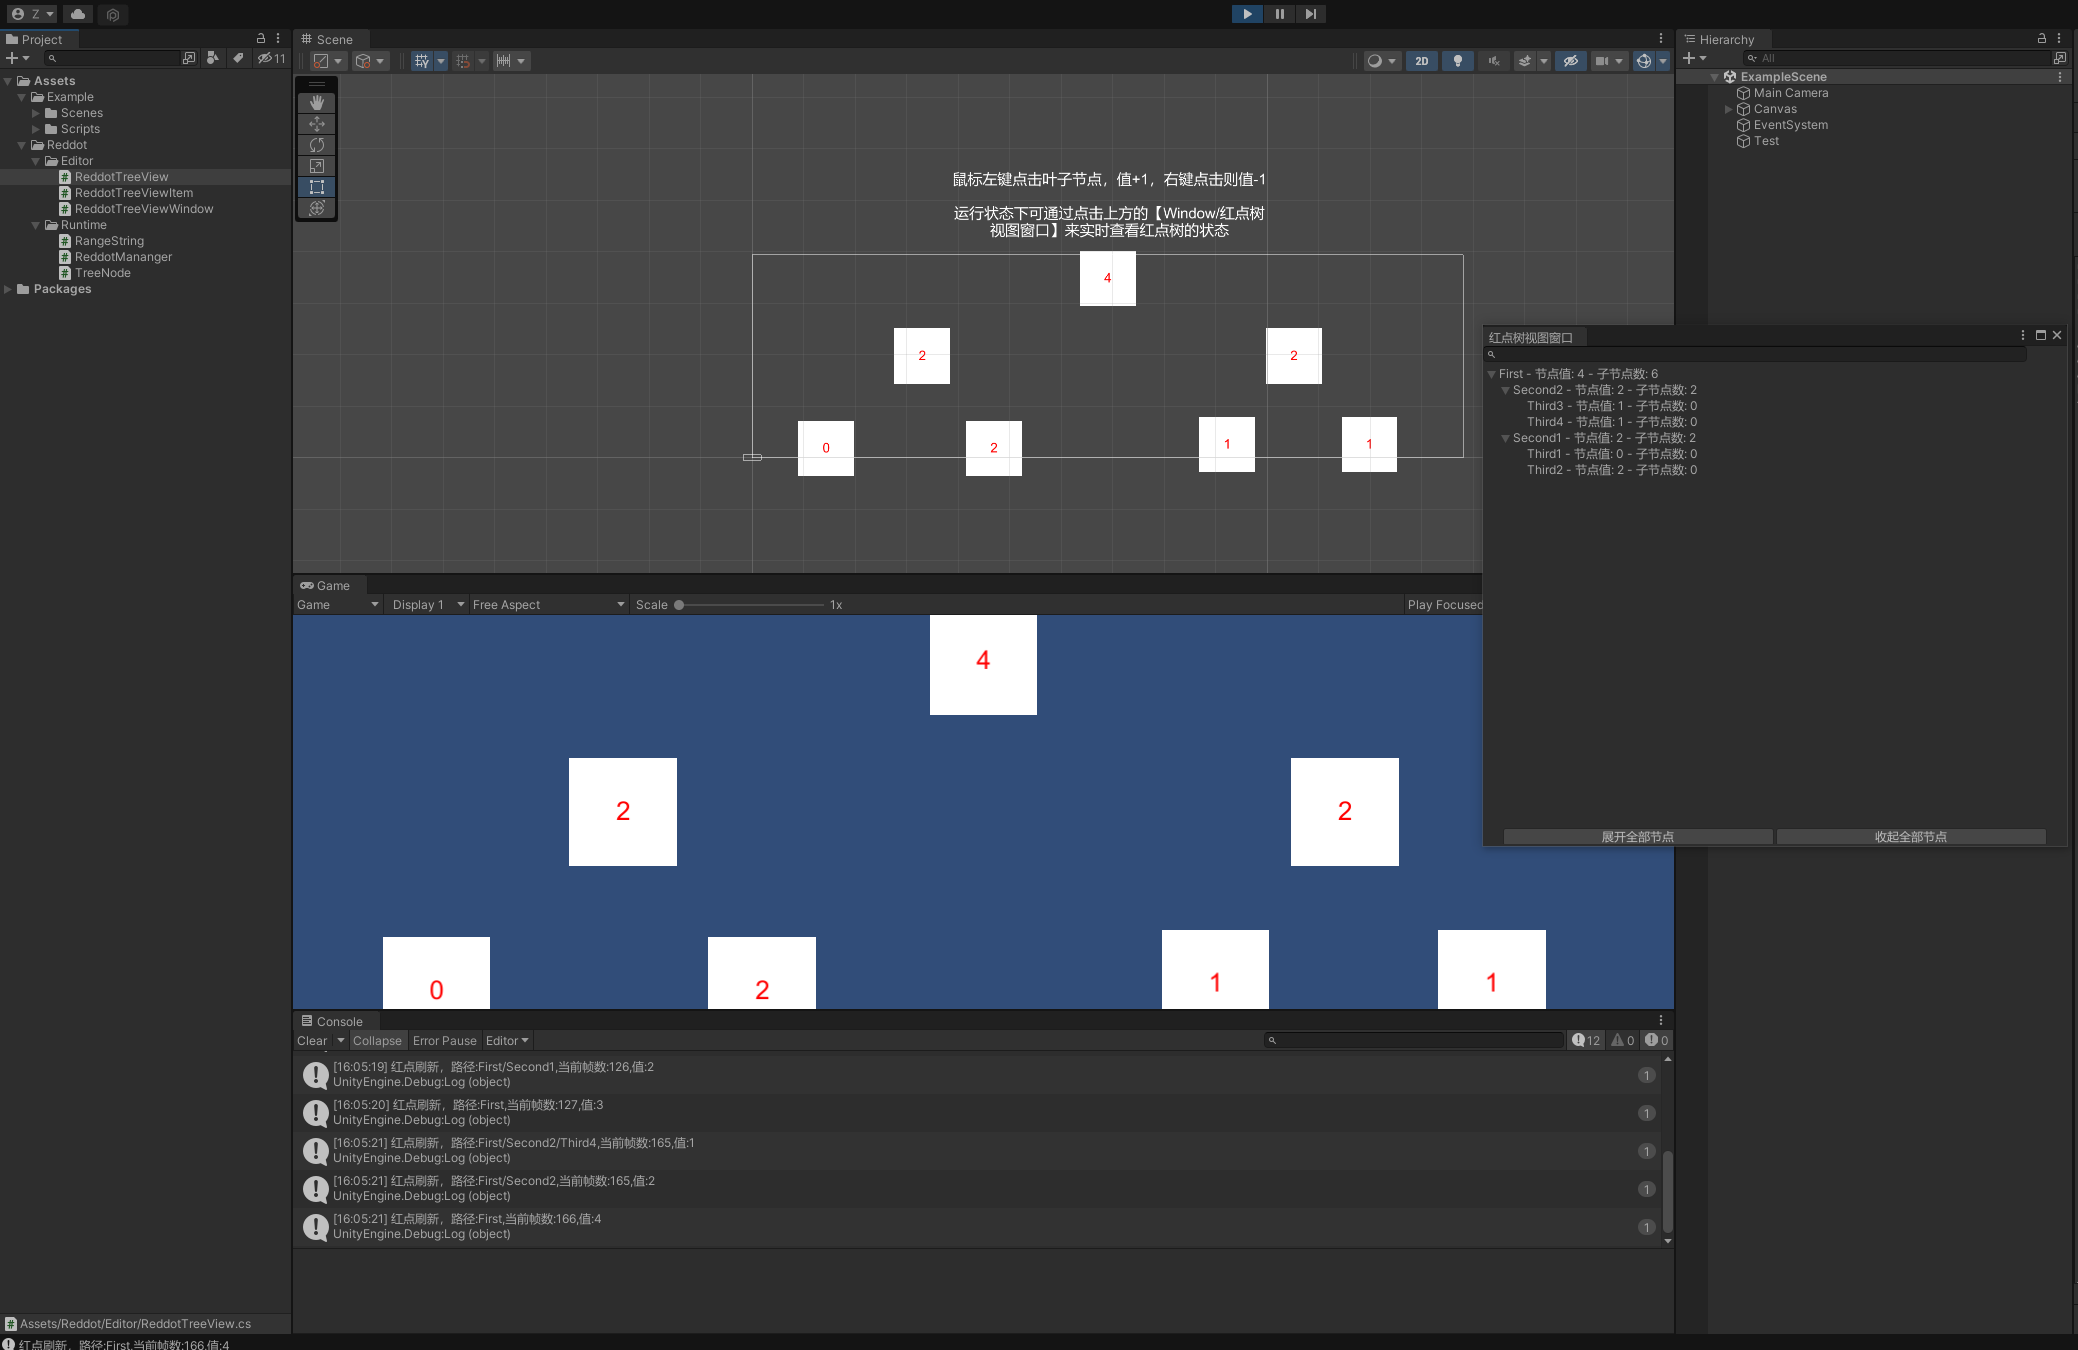 Z
Project
11
Assets
Example
Scenes
Scripts
Reddot
Editor
ReddotTreeView
ReddotTreeViewItem
ReddotTreeViewWindow
Runtime
RangeString
ReddotMananger
TreeNode
Packages
Assets/Reddot/Editor/ReddotTreeView.cs
红点刷新，路径:First,当前帧数:166,值:4
Scene
2D
鼠标左键点击叶子节点，值+1，右键点击则值-1
运行状态下可通过点击上方的【Window/红点树
视图窗口】来实时查看红点树的状态
4
2
2
0
2
1
1
Game
Game
Display 1
Free Aspect
Scale
1x
Play Focused
4
2
2
0
2
1
1
Console
Clear
Collapse
Error Pause
Editor
12
0
0
[16:05:19] 红点刷新，路径:First/Second1,当前帧数:126,值:2
UnityEngine.Debug:Log (object)
1
[16:05:20] 红点刷新，路径:First,当前帧数:127,值:3
UnityEngine.Debug:Log (object)
1
[16:05:21] 红点刷新，路径:First/Second2/Third4,当前帧数:165,值:1
UnityEngine.Debug:Log (object)
1
[16:05:21] 红点刷新，路径:First/Second2,当前帧数:165,值:2
UnityEngine.Debug:Log (object)
1
[16:05:21] 红点刷新，路径:First,当前帧数:166,值:4
UnityEngine.Debug:Log (object)
1
Hierarchy
All
ExampleScene
Main Camera
Canvas
EventSystem
Test
红点树视图窗口
First - 节点值: 4 - 子节点数: 6
Second2 - 节点值: 2 - 子节点数: 2
Third3 - 节点值: 1 - 子节点数: 0
Third4 - 节点值: 1 - 子节点数: 0
Second1 - 节点值: 2 - 子节点数: 2
Third1 - 节点值: 0 - 子节点数: 0
Third2 - 节点值: 2 - 子节点数: 0
展开全部节点
收起全部节点